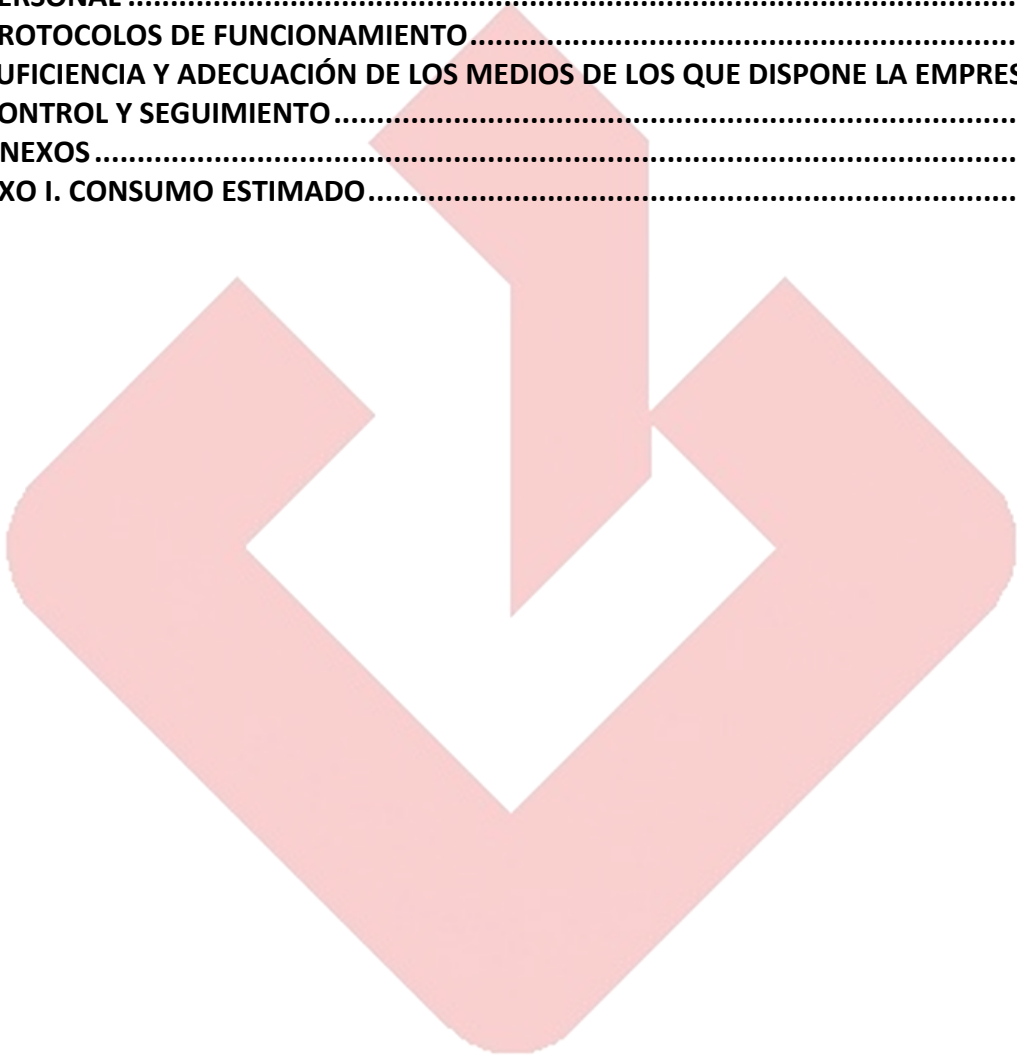 ERSONAL
ROTOCOLOS DE FUNCIONAMIENTO
UFICIENCIA Y ADECUACIÓN DE LOS MEDIOS DE LOS QUE DISPONE LA EMPRES
ONTROL Y SEGUIMIENTO
NEXOS
XO I. CONSUMO ESTIMADO